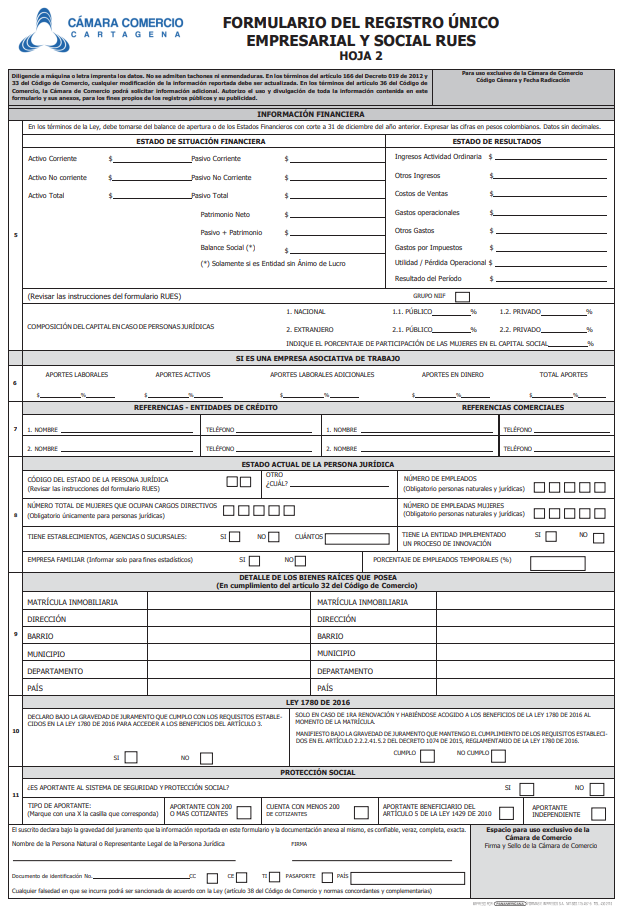 CÁMARA COMERCIO
CARTAGENA
FORMULARIO DEL REGISTRO ÚNICO
EMPRESARIAL Y SOCIAL RUES
HOJA 2
Diligencie a máquina o letra imprenta los datos. No se admiten tachones ni enmendaduras. En los términos del artículo 166 del Decreto 019 de 2012 y
33 del Código de Comercio, cualquier modificación de la información reportada debe ser actualizada. En los términos del artículo 36 del Código de
Comercio, la Cámara de Comercio podrá solicitar información adicional. Autorizo el uso y divulgación de toda la información contenida en este
formulario y sus anexos, para los fines propios de los registros públicos y su publicidad.
Para uso exclusivo de la Cámara de Comercio
Código Cámara y Fecha Radicación
INFORMACIÓN FINANCIERA
5
En los términos de la Ley, debe tomarse del balance de apertura o de los Estados Financieros con corte a 31 de diciembre del año anterior. Expresar las cifras en pesos colombianos. Datos sin decimales.
ESTADO DE SITUACIÓN FINANCIERA
ESTADO DE RESULTADOS
Activo Corriente $ Pasivo Corriente $
Activo No corriente $ Pasivo No Corriente $
Activo Total $ Pasivo Total $
Patrimonio Neto $
Pasivo + Patrimonio $
Balance Social (*) $
(*) Solamente si es Entidad sin Ánimo de Lucro
Ingresos Actividad Ordinaria $
Otros Ingresos $
Costos de Ventas $
Gastos operacionales $
Otros Gastos $
Gastos por Impuestos $
Utilidad / Pérdida Operacional $
Resultado del Período $
(Revisar las instrucciones del formulario RUES) GRUPO NIIF
COMPOSICIÓN DEL CAPITAL EN CASO DE PERSONAS JURÍDICAS
1. NACIONAL 1.1. PÚBLICO % 1.2. PRIVADO %
2. EXTRANJERO 2.1. PÚBLICO % 2.2. PRIVADO %
INDIQUE EL PORCENTAJE DE PARTICIPACIÓN DE LAS MUJERES EN EL CAPITAL SOCIAL %
SI ES UNA EMPRESA ASOCIATIVA DE TRABAJO
6
APORTES LABORALES APORTES ACTIVOS APORTES LABORALES ADICIONALES APORTES EN DINERO TOTAL APORTES
$ % $ % $ % $ % $ %
REFERENCIAS - ENTIDADES DE CRÉDITO REFERENCIAS COMERCIALES
7
1. NOMBRE TELÉFONO 1. NOMBRE TELÉFONO
2. NOMBRE TELÉFONO 2. NOMBRE TELÉFONO
ESTADO ACTUAL DE LA PERSONA JURÍDICA
8
CÓDIGO DEL ESTADO DE LA PERSONA JURÍDICA
(Revisar las instrucciones del formulario RUES)
OTRO
¿CUÁL?
NÚMERO DE EMPLEADOS
(Obligatorio personas naturales y jurídicas)
NÚMERO TOTAL DE MUJERES QUE OCUPAN CARGOS DIRECTIVOS
(Obligatorio únicamente para personas jurídicas)
NÚMERO DE EMPLEADAS MUJERES
(Obligatorio personas naturales y jurídicas)
TIENE ESTABLECIMIENTOS, AGENCIAS O SUCURSALES: SI NO CUÁNTOS
TIENE LA ENTIDAD IMPLEMENTADO
UN PROCESO DE INNOVACIÓN
SI NO
EMPRESA FAMILIAR (Informar solo para fines estadísticos) SI NO
PORCENTAJE DE EMPLEADOS TEMPORALES (%)
DETALLE DE LOS BIENES RAÍCES QUE POSEA
(En cumplimiento del artículo 32 del Código de Comercio)
9
MATRÍCULA INMOBILIARIA MATRÍCULA INMOBILIARIA
DIRECCIÓN DIRECCIÓN
BARRIO BARRIO
MUNICIPIO MUNICIPIO
DEPARTAMENTO DEPARTAMENTO
PAÍS PAÍS
LEY 1780 DE 2016
10
DECLARO BAJO LA GRAVEDAD DE JURAMENTO QUE CUMPLO CON LOS REQUISITOS ESTABLE-
CIDOS EN LA LEY 1780 DE 2016 PARA ACCEDER A LOS BENEFICIOS DEL ARTÍCULO 3.
SI NO
SOLO EN CASO DE 1RA RENOVACIÓN Y HABIÉNDOSE ACOGIDO A LOS BENEFICIOS DE LA LEY 1780 DE 2016 AL
MOMENTO DE LA MATRÍCULA.
MANIFIESTO BAJO LA GRAVEDAD DE JURAMENTO QUE MANTENGO EL CUMPLIMIENTO DE LOS REQUISITOS ESTABLECI-
DOS EN EL ARTÍCULO 2.2.2.41.5.2 DEL DECRETO 1074 DE 2015, REGLAMENTARIO DE LA LEY 1780 DE 2016.
CUMPLO NO CUMPLO
PROTECCIÓN SOCIAL
11
¿ES APORTANTE AL SISTEMA DE SEGURIDAD Y PROTECCIÓN SOCIAL? SI NO
TIPO DE APORTANTE:
(Marque con una X la casilla que corresponda)
APORTANTE CON 200
O MAS COTIZANTES
CUENTA CON MENOS 200
DE COTIZANTES
APORTANTE BENEFICIARIO DEL
ARTÍCULO 5 DE LA LEY 1429 DE 2010
APORTANTE
INDEPENDIENTE
El suscrito declara bajo la gravedad del juramento que la información reportada en este formulario y la documentación anexa al mismo, es confiable, veraz, completa, exacta.
Nombre de la Persona Natural o Representante Legal de la Persona Jurídica FIRMA
Documento de identificación No. CC CE TI PASAPORTE PAÍS
Cualquier falsedad en que se incurra podrá ser sancionada de acuerdo con la Ley (artículo 38 del Código de Comercio y normas concordantes y complementarias)
Espacio para uso exclusivo de la
Cámara de Comercio
Firma y Sello de la Cámara de Comercio